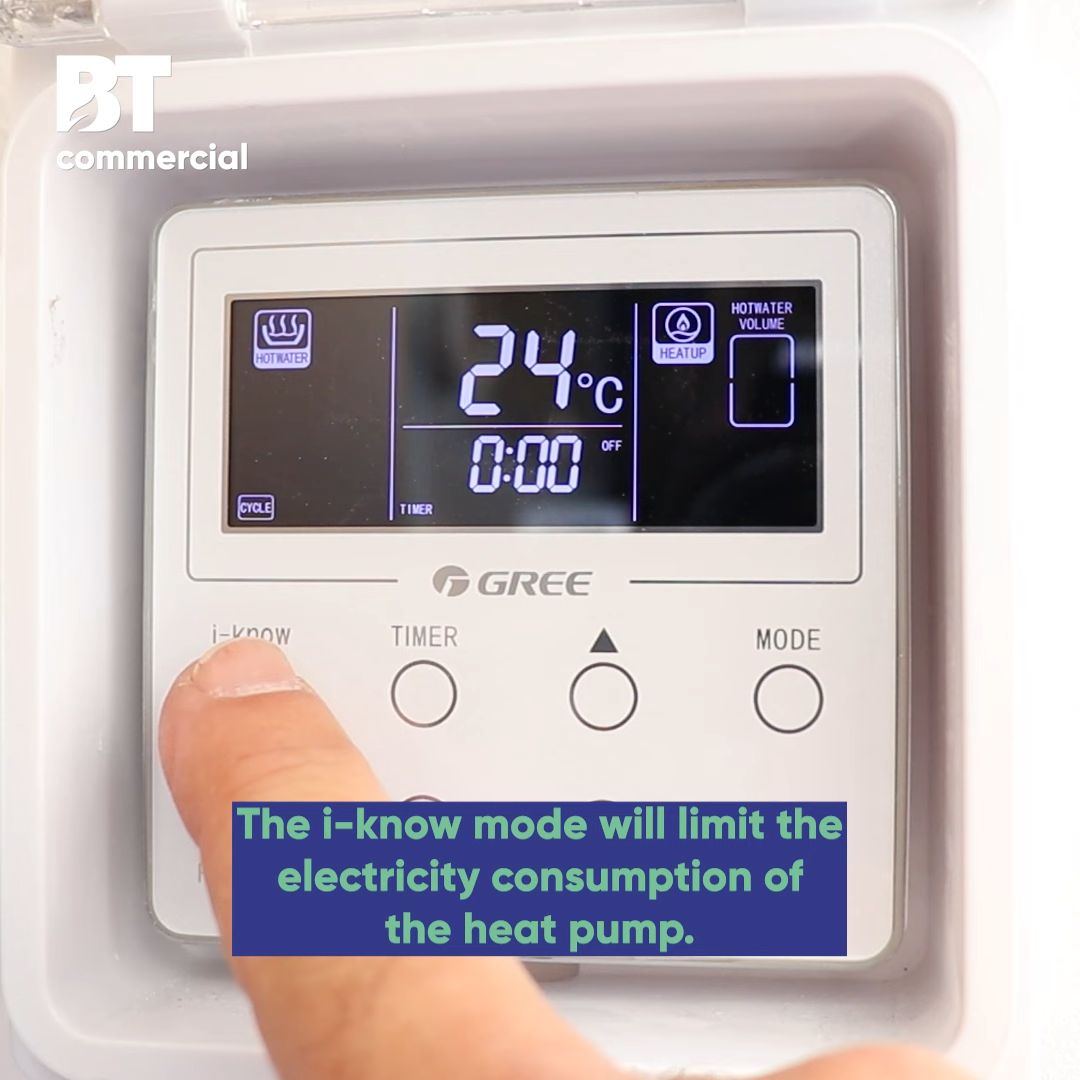 BT
commercial
HOTWATER
24°C
HEATUP
HOTWATER
VOLUME
0:00 OFF
CYCLE
TIMER
GREE
i-know
TIMER
▲
MODE
The i-know mode will limit the
electricity consumption of
the heat pump.